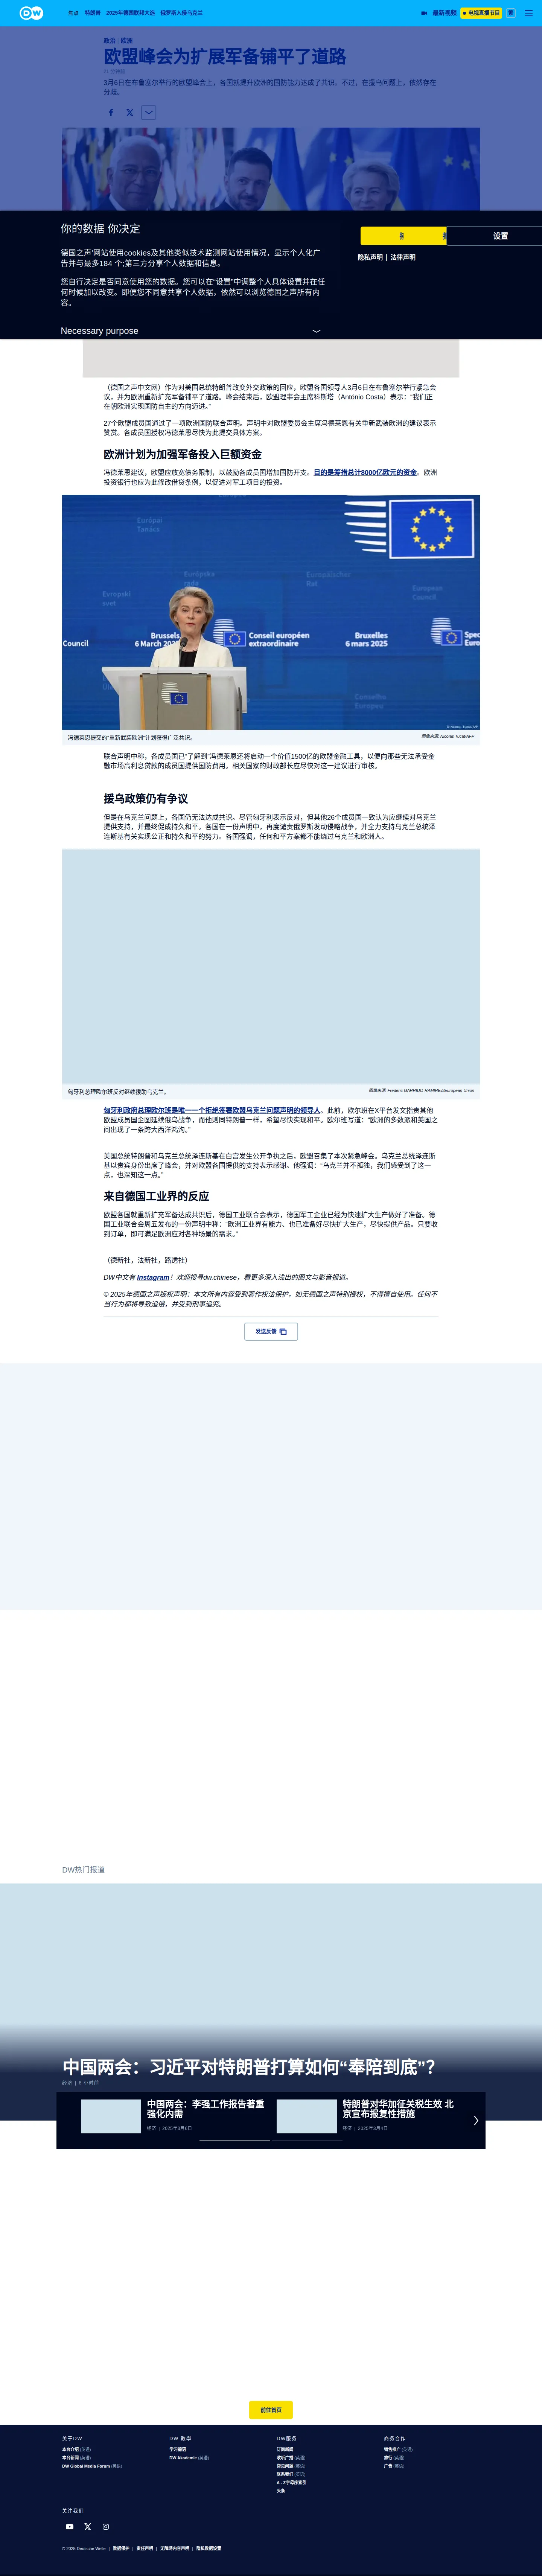 DW
焦点 特朗普 2025年德国联邦大选 俄罗斯入侵乌克兰
最新视频 电视直播节目 繁
政治 | 欧洲
欧盟峰会为扩展军备铺平了道路
3月6日在布鲁塞尔举行的欧盟峰会上，各国就提升欧洲的国防能力达成了共识。不过，在援乌问题上，依然存在
分歧。
你的数据 你决定
德国之声'网站使用cookies及其他类似技术监测网站使用情况，显示个人化广
告并与最多184 个;第三方分享个人数据和信息。
您自行决定是否同意使用您的数据。您可以在“设置”中调整个人具体设置并在任
何时候加以改变。即便您不同意共享个人数据，依然可以浏览德国之声所有内
容。
Necessary purpose
设置
隐私声明 | 法律声明
（德国之声中文网）作为对美国总统特朗普改变外交政策的回应，欧盟各国领导人3月6日在布鲁塞尔举行紧急会
议，并为欧洲重新扩充军备铺平了道路。峰会结束后，欧盟理事会主席科斯塔（António Costa）表示：“我们正
在朝欧洲实现国防自主的方向迈进。”
27个欧盟成员国通过了一项欧洲国防联合声明。声明中对欧盟委员会主席冯德莱恩有关重新武装欧洲的建议表示
赞赏。各成员国授权冯德莱恩尽快为此提交具体方案。
欧洲计划为加强军备投入巨额资金
冯德莱恩建议，欧盟应放宽债务限制，以鼓励各成员国增加国防开支。目的是筹措总计8000亿欧元的资金。欧洲
投资银行也应为此修改借贷条例，以促进对军工项目的投资。
Európai
Tanács
Európska
rada
Evropski
svet
Европейски
European
Council
Council
Brussels
6 March 2025
Conseil européen
extraordinaire
Bruxelles
6 mars 2025
Spec
Euro
© Nicolas Tucat/ AFP
冯德莱恩提交的“重新武装欧洲”计划获得广泛共识。
图像来源: Nicolas Tucat/AFP
联合声明中称，各成员国已“了解到”冯德莱恩还将启动一个价值1500亿的欧盟金融工具，以便向那些无法承受金
融市场高利息贷款的成员国提供国防费用。相关国家的财政部长应尽快对这一建议进行审核。
援乌政策仍有争议
但是在乌克兰问题上，各国仍无法达成共识。尽管匈牙利表示反对，但其他26个成员国一致认为应继续对乌克兰
提供支持，并最终促成持久和平。各国在一份声明中，再度谴责俄罗斯发动侵略战争，并全力支持乌克兰总统泽
连斯基有关实现公正和持久和平的努力。各国强调，任何和平方案都不能绕过乌克兰和欧洲人。
匈牙利总理欧尔班反对继续援助乌克兰。
图像来源: Frederic GARRIDO-RAMIREZ/European Union
匈牙利政府总理欧尔班是唯一一个拒绝签署欧盟乌克兰问题声明的领导人。此前，欧尔班在X平台发文指责其他
欧盟成员国企图延续俄乌战争，而他则同特朗普一样，希望尽快实现和平。欧尔班写道：“欧洲的多数派和美国之
间出现了一条跨大西洋鸿沟。”
美国总统特朗普和乌克兰总统泽连斯基在白宫发生公开争执之后，欧盟召集了本次紧急峰会。乌克兰总统泽连斯
基以贵宾身份出席了峰会，并对欧盟各国提供的支持表示感谢。他强调：“乌克兰并不孤独，我们感受到了这一
点，也深知这一点。”
来自德国工业界的反应
欧盟各国就重新扩充军备达成共识后，德国工业联合会表示，德国军工企业已经为快速扩大生产做好了准备。德
国工业联合会周五发布的一份声明中称：“欧洲工业界有能力、也已准备好尽快扩大生产，尽快提供产品。只要收
到订单，即可满足欧洲应对各种场景的需求。”
（德新社，法新社，路透社）
DW中文有 Instagram！欢迎搜寻dw.chinese，看更多深入浅出的图文与影音报道。
© 2025年德国之声版权声明：本文所有内容受到著作权法保护，如无德国之声特别授权，不得擅自使用。任何不
当行为都将导致追偿，并受到刑事追究。
发送反馈
DW热门报道
中国两会：习近平对特朗普打算如何“奉陪到底”？
经济 | 6 小时前
中国两会：李强工作报告著重
强化内需
经济 | 2025年3月6日
特朗普对华加征关税生效 北
京宣布报复性措施
经济 | 2025年3月4日
前往首页
关于DW
本台介绍 (英语)
本台新闻 (英语)
DW Global Media Forum (英语)
DW 教學
学习德语
DW Akademie (英语)
DW服务
订阅新闻
收听广播 (英语)
常见问题 (英语)
联系我们 (英语)
A - Z字母序索引
头条
商务合作
销售推广 (英语)
旅行 (英语)
广告 (英语)
关注我们
© 2025 Deutsche Welle | 数据保护 | 责任声明 | 无障碍内容声明 | 隐私数据设置